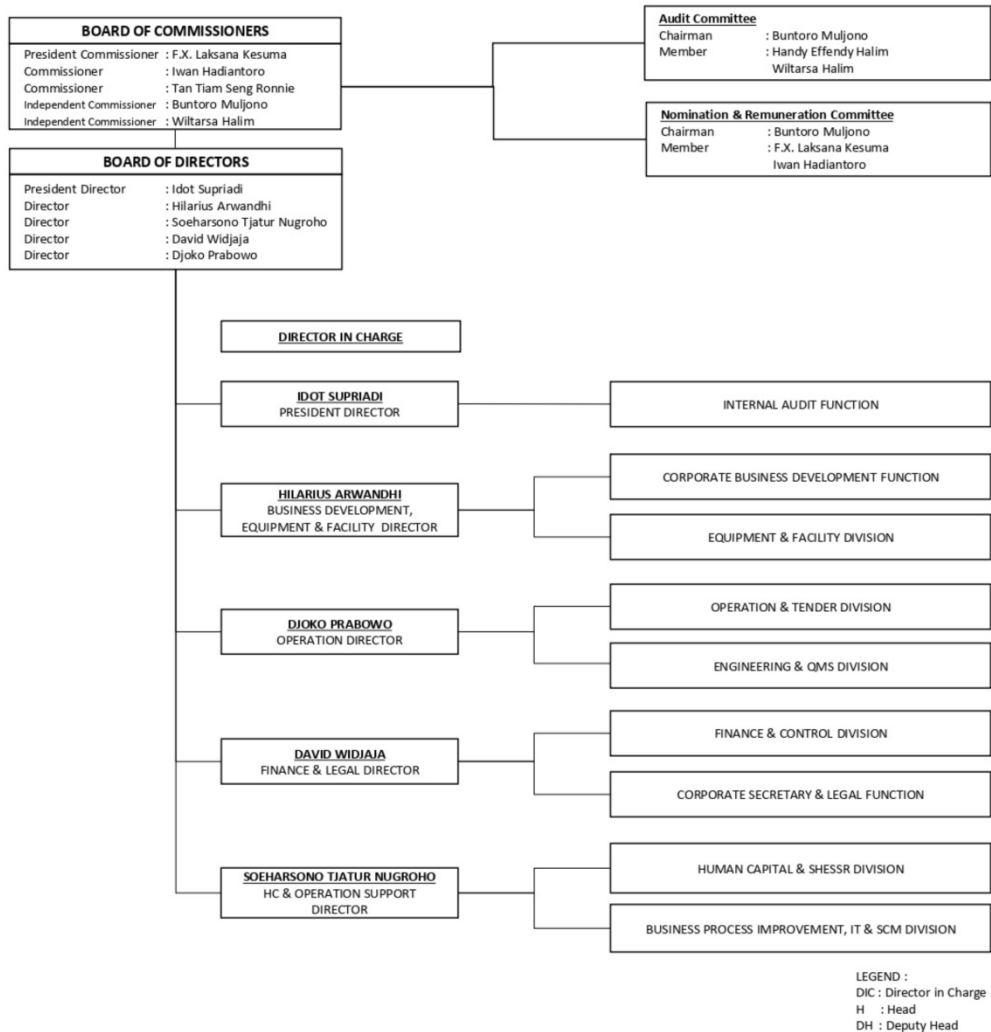 BOARD OF COMMISSIONERS
President Commissioner : F.X. Laksana Kesuma
Commissioner : Iwan Hadiantoro
Commissioner : Tan Tiam Seng Ronnie
Independent Commissioner : Buntoro Muljono
Independent Commissioner : Wiltarsa Halim
Audit Committee
Chairman : Buntoro Muljono
Member : Handy Effendy Halim
Wiltarsa Halim
Nomination & Remuneration Committee
Chairman : Buntoro Muljono
Member : F.X. Laksana Kesuma
Iwan Hadiantoro
BOARD OF DIRECTORS
President Director : Idot Supriadi
Director : Hilarius Arwandhi
Director : Soeharsono Tjatur Nugroho
Director : David Widjaja
Director : Djoko Prabowo
DIRECTOR IN CHARGE
IDOT SUPRIADI
PRESIDENT DIRECTOR
INTERNAL AUDIT FUNCTION
HILARIUS ARWANDHI
BUSINESS DEVELOPMENT,
EQUIPMENT & FACILITY DIRECTOR
CORPORATE BUSINESS DEVELOPMENT FUNCTION
EQUIPMENT & FACILITY DIVISION
DJOKO PRABOWO
OPERATION DIRECTOR
OPERATION & TENDER DIVISION
ENGINEERING & QMS DIVISION
DAVID WIDJAJA
FINANCE & LEGAL DIRECTOR
FINANCE & CONTROL DIVISION
CORPORATE SECRETARY & LEGAL FUNCTION
SOEHARSONO TJATUR NUGROHO
HC & OPERATION SUPPORT
DIRECTOR
HUMAN CAPITAL & SHESSR DIVISION
BUSINESS PROCESS IMPROVEMENT, IT & SCM DIVISION
LEGEND :
DIC : Director in Charge
H : Head
DH : Deputy Head